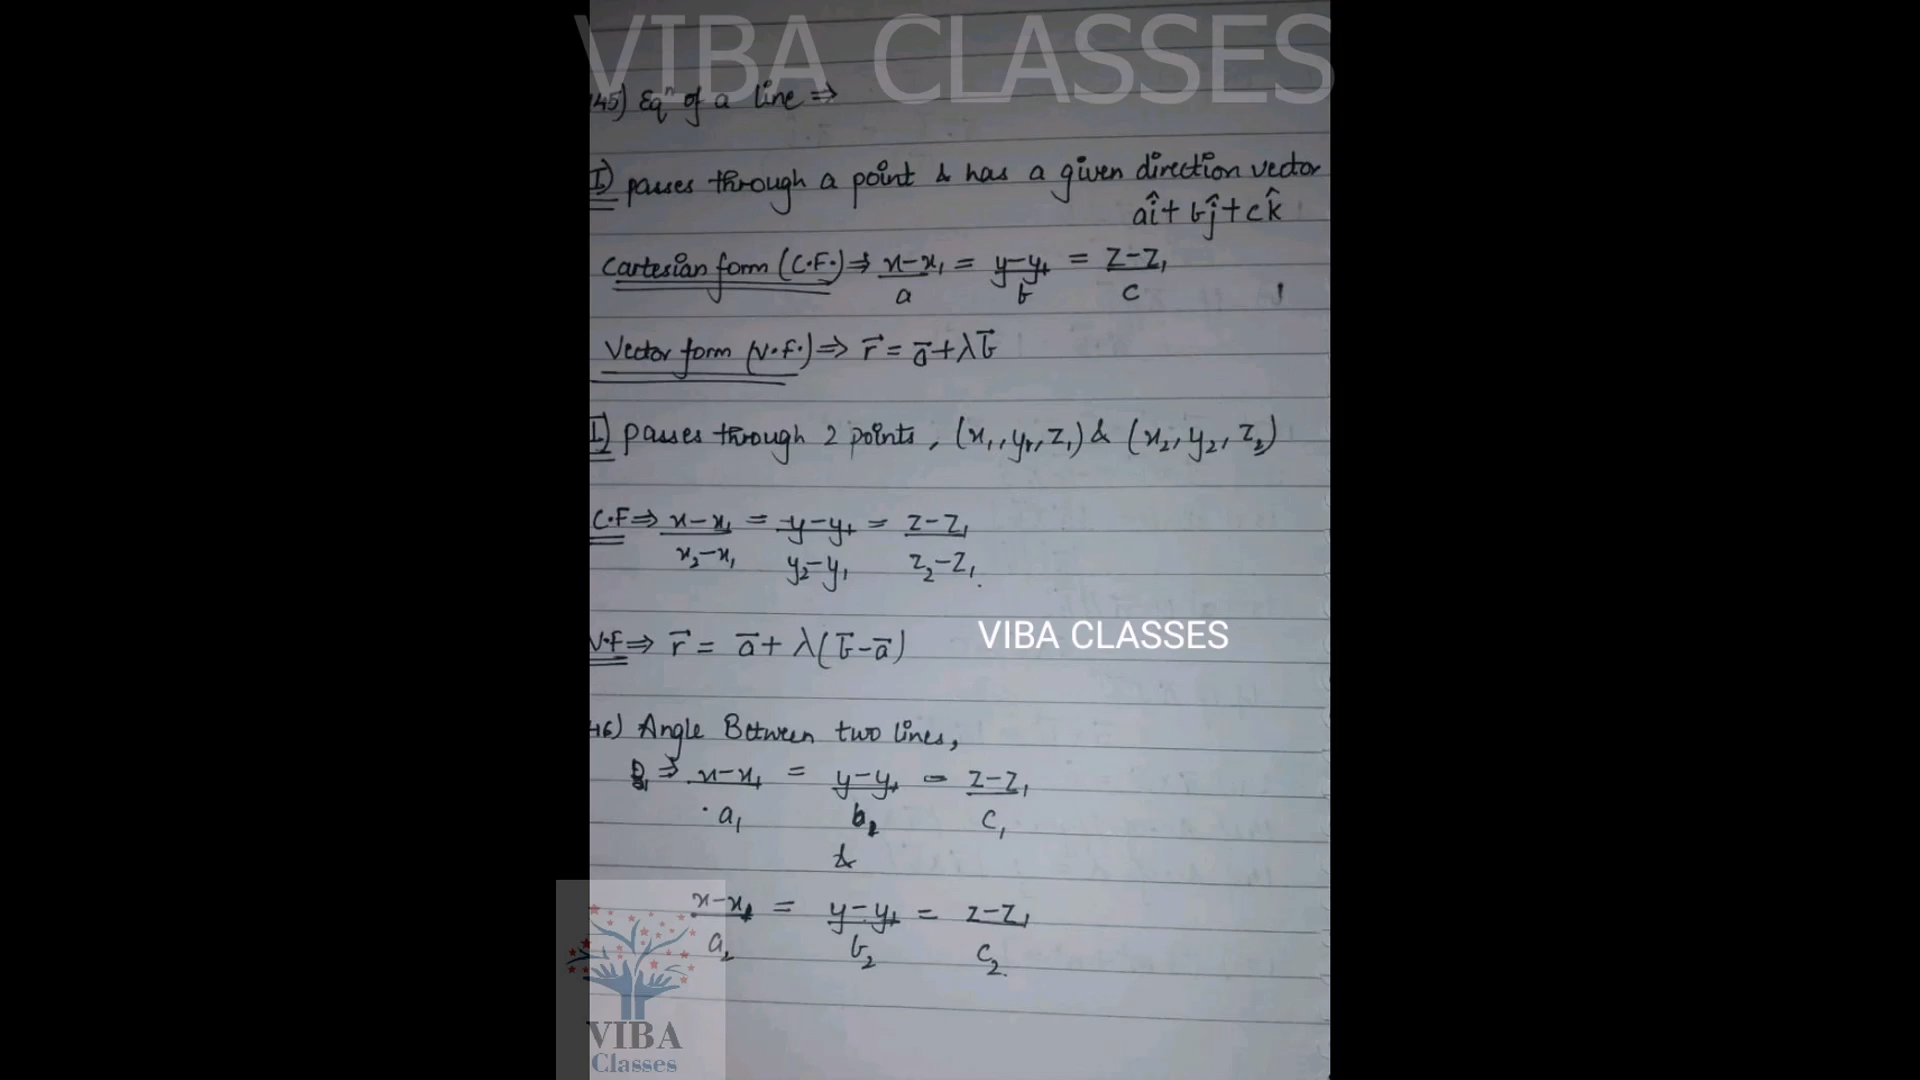 VIBA CLASSES
45) Eqⁿ of a line ⇒
I) passes through a point & has a given direction vector
aî + bĵ + ck̂
Cartesian form (C.F.) ⇒ x-x₁/a = y-y₁/b = z-z₁/c
Vector form (V.F.) ⇒ r⃗ = a⃗ + λb⃗
I) passes through 2 points, (x₁, y₁, z₁) & (x₂, y₂, z₂)
C.F ⇒ x-x₁/x₂-x₁ = y-y₁/y₂-y₁ = z-z₁/z₂-z₁
V.F ⇒ r⃗ = a⃗ + λ(b⃗ - a⃗)
VIBA CLASSES
46) Angle Between two lines,
⇒ x-x₁/a₁ = y-y₁/b₁ = z-z₁/c₁
&
x-x₁/a₂ = y-y₁/b₂ = z-z₁/c₂
VIBA
Classes